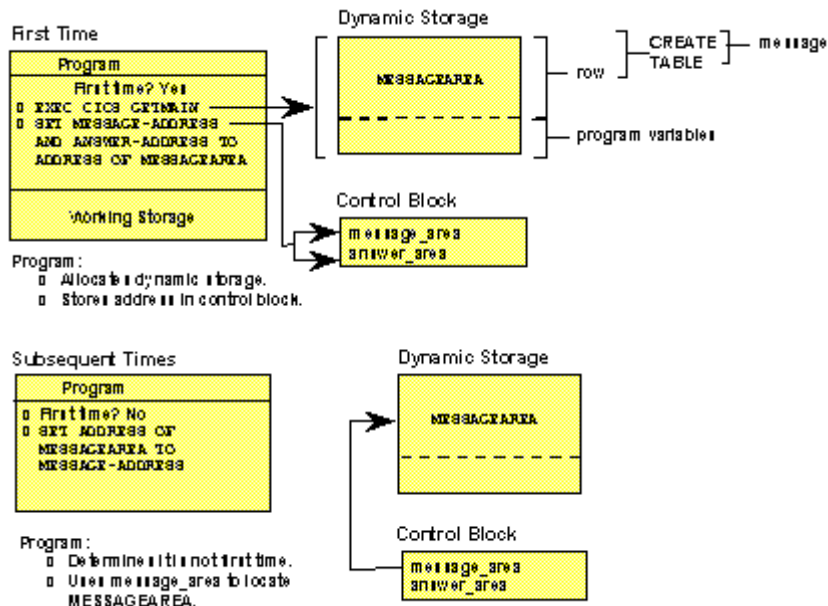 First Time
Program
First time? Yes
EXEC CICS GETMAIN
SET MESSAGE-ADDRESS
AND ANSWER-ADDRESS TO
ADDRESS OF MESSAGEAREA
Working Storage
Program:
Allocates dynamic storage.
Stores address in control block.
Dynamic Storage
MESSAGEAREA
row
CREATE
TABLE
message
program variables
Control Block
message_area
answer_area
Subsequent Times
Program
First time? No
SET ADDRESS OF
MESSAGEAREA TO
MESSAGE-ADDRESS
Program:
Determines it is not first time.
Uses message_area to locate
MESSAGEAREA.
Dynamic Storage
MESSAGEAREA
Control Block
message_area
answer_area